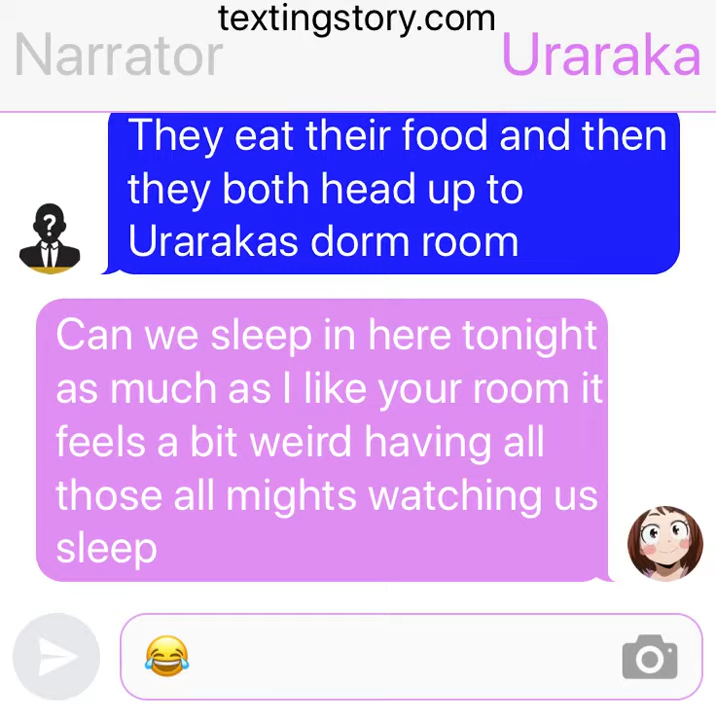 textingstory.com
Narrator
Uraraka
They eat their food and then
they both head up to
Urarakas dorm room
?
Can we sleep in here tonight
as much as I like your room it
feels a bit weird having all
those all mights watching us
sleep
😂